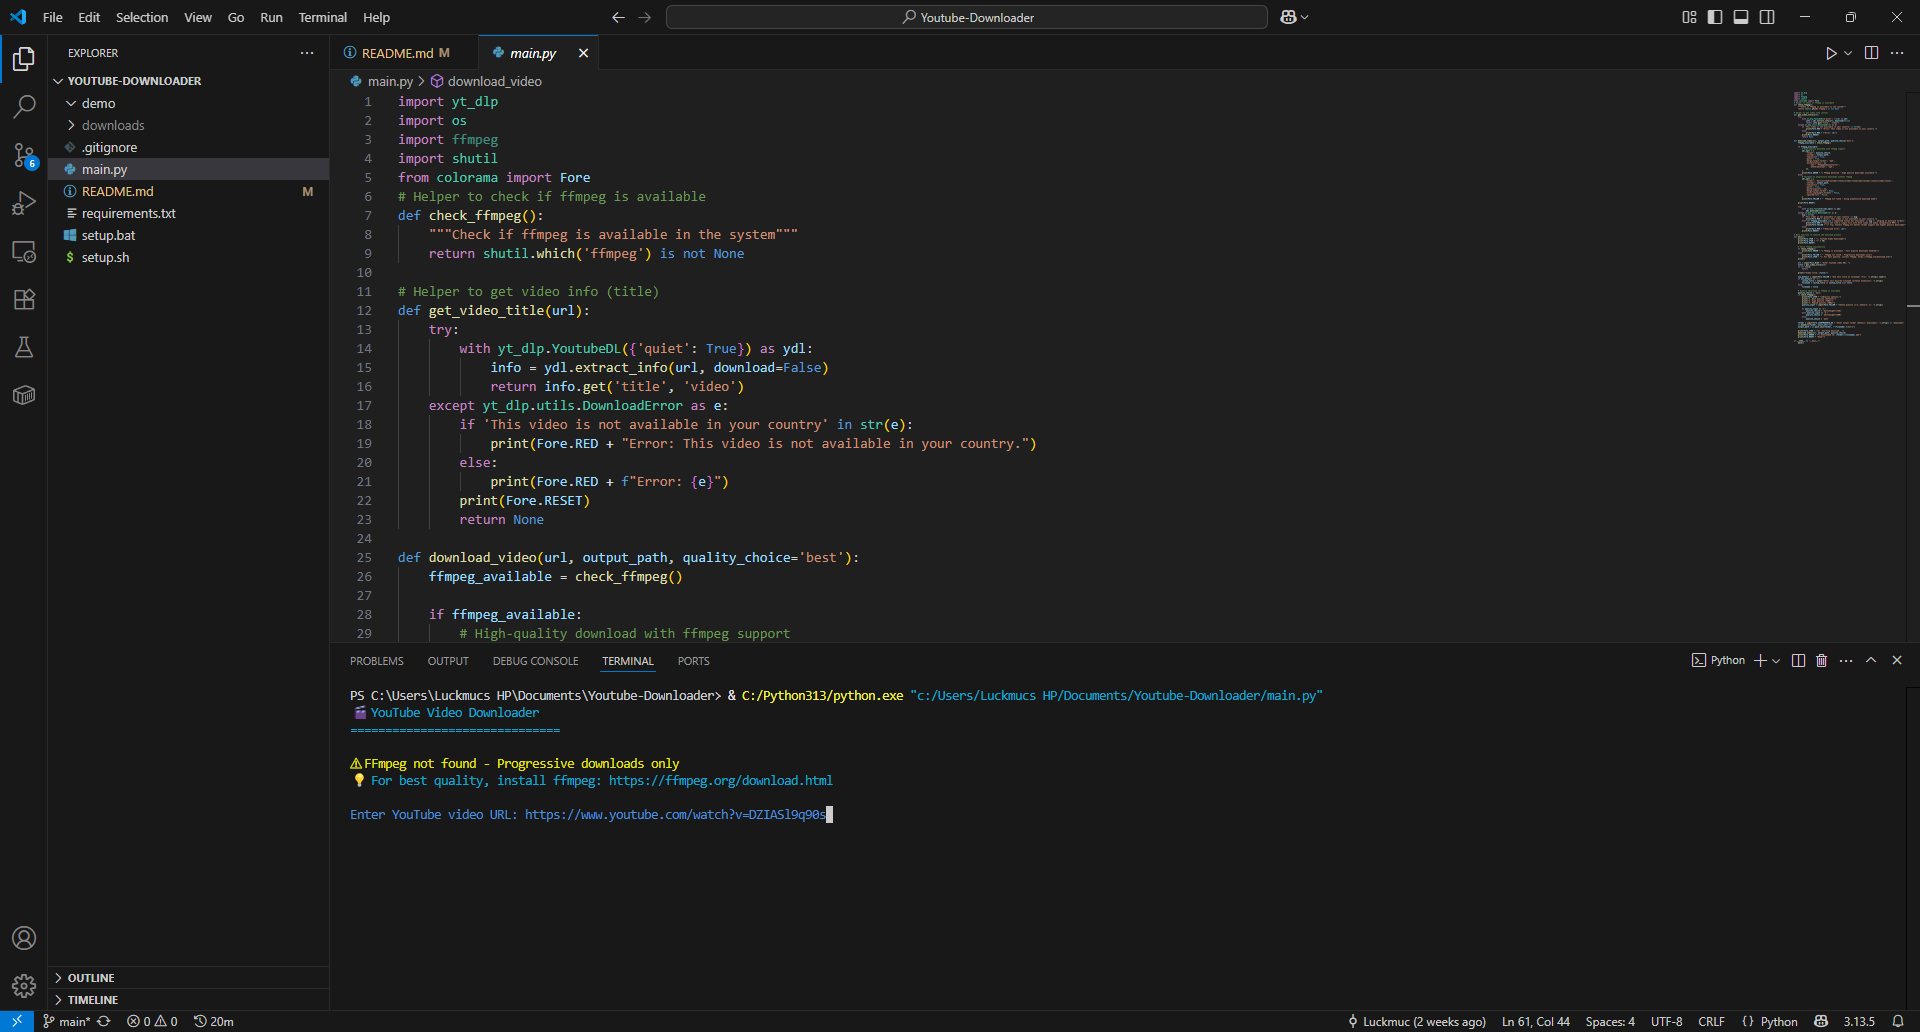 File Edit Selection View Go Run Terminal Help
Youtube-Downloader
EXPLORER
YOUTUBE-DOWNLOADER
demo
downloads
.gitignore
main.py
README.md M
requirements.txt
setup.bat
setup.sh
6
OUTLINE
TIMELINE
README.md M main.py
main.py > download_video
1 import yt_dlp
2 import os
3 import ffmpeg
4 import shutil
5 from colorama import Fore
6 # Helper to check if ffmpeg is available
7 def check_ffmpeg():
8 """Check if ffmpeg is available in the system"""
9 return shutil.which('ffmpeg') is not None
10
11 # Helper to get video info (title)
12 def get_video_title(url):
13 try:
14 with yt_dlp.YoutubeDL({'quiet': True}) as ydl:
15 info = ydl.extract_info(url, download=False)
16 return info.get('title', 'video')
17 except yt_dlp.utils.DownloadError as e:
18 if 'This video is not available in your country' in str(e):
19 print(Fore.RED + "Error: This video is not available in your country.")
20 else:
21 print(Fore.RED + f"Error: {e}")
22 print(Fore.RESET)
23 return None
24
25 def download_video(url, output_path, quality_choice='best'):
26 ffmpeg_available = check_ffmpeg()
27
28 if ffmpeg_available:
29 # High-quality download with ffmpeg support
PROBLEMS OUTPUT DEBUG CONSOLE TERMINAL PORTS
Python
PS C:\Users\Luckmucs HP\Documents\Youtube-Downloader> & C:/Python313/python.exe "c:/Users/Luckmucs HP/Documents/Youtube-Downloader/main.py"
YouTube Video Downloader
==============================
FFmpeg not found - Progressive downloads only
For best quality, install ffmpeg: https://ffmpeg.org/download.html
Enter YouTube video URL: https://www.youtube.com/watch?v=DZIASl9q90s
main* 0 0 20m
Luckmuc (2 weeks ago) Ln 61, Col 44 Spaces: 4 UTF-8 CRLF {} Python 3.13.5